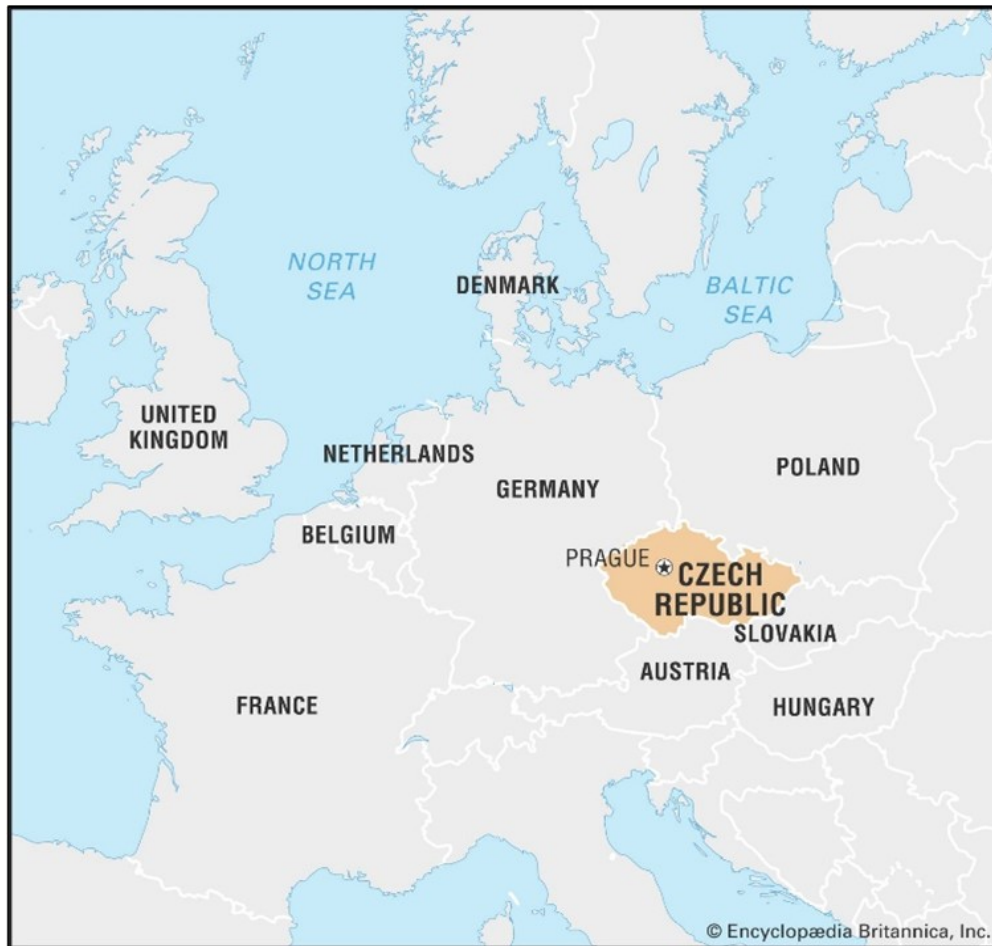 NORTH
SEA
DENMARK
BALTIC
SEA
UNITED
KINGDOM
NETHERLANDS
POLAND
GERMANY
BELGIUM
PRAGUE
CZECH
REPUBLIC
SLOVAKIA
AUSTRIA
FRANCE
HUNGARY
© Encyclopædia Britannica, Inc.